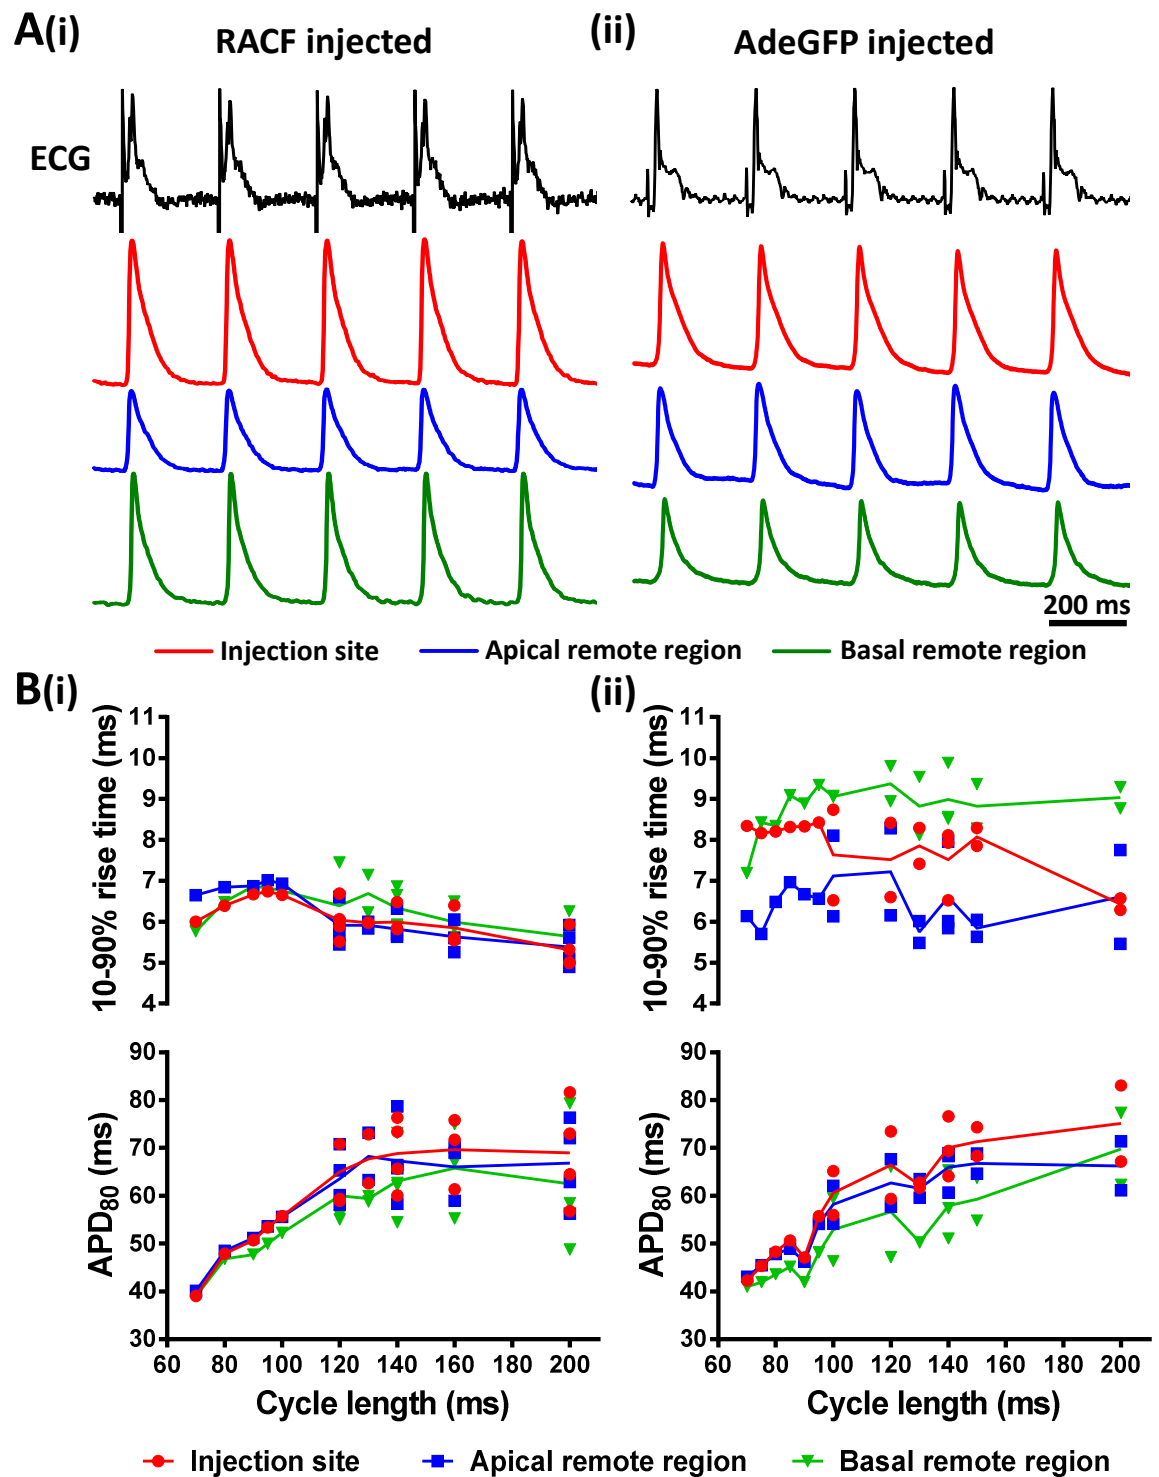 A(i) RACF injected (ii) AdeGFP injected
ECG
200 ms
Injection site Apical remote region Basal remote region
B(i) (ii)
10-90% rise time (ms)
11
10
9
8
7
6
5
4
10-90% rise time (ms)
11
10
9
8
7
6
5
4
APD80 (ms)
90
80
70
60
50
40
30
60 80 100 120 140 160 180 200
Cycle length (ms)
APD80 (ms)
90
80
70
60
50
40
30
60 80 100 120 140 160 180 200
Cycle length (ms)
Injection site Apical remote region Basal remote region